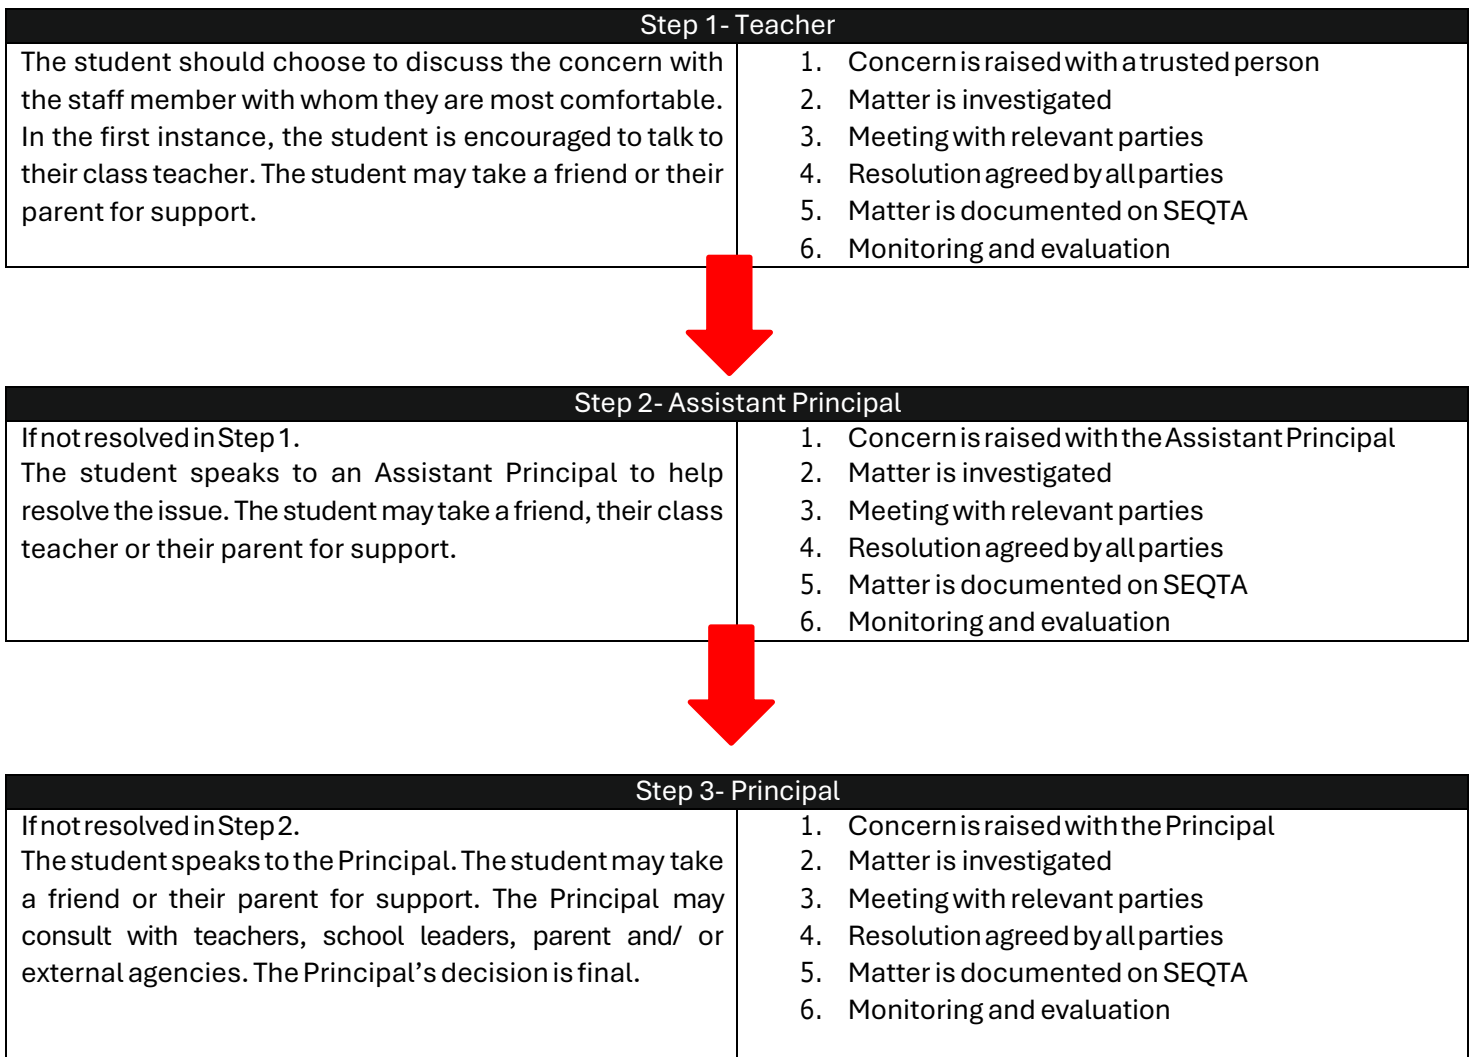 Step 1- Teacher
The student should choose to discuss the concern with
the staff member with whom they are most comfortable.
In the first instance, the student is encouraged to talk to
their class teacher. The student may take a friend or their
parent for support.
1. Concern is raised with a trusted person
2. Matter is investigated
3. Meeting with relevant parties
4. Resolution agreed by all parties
5. Matter is documented on SEQTA
6. Monitoring and evaluation
Step 2- Assistant Principal
If not resolved in Step 1.
The student speaks to an Assistant Principal to help
resolve the issue. The student may take a friend, their class
teacher or their parent for support.
1. Concern is raised with the Assistant Principal
2. Matter is investigated
3. Meeting with relevant parties
4. Resolution agreed by all parties
5. Matter is documented on SEQTA
6. Monitoring and evaluation
Step 3- Principal
If not resolved in Step 2.
The student speaks to the Principal. The student may take
a friend or their parent for support. The Principal may
consult with teachers, school leaders, parent and/ or
external agencies. The Principal’s decision is final.
1. Concern is raised with the Principal
2. Matter is investigated
3. Meeting with relevant parties
4. Resolution agreed by all parties
5. Matter is documented on SEQTA
6. Monitoring and evaluation